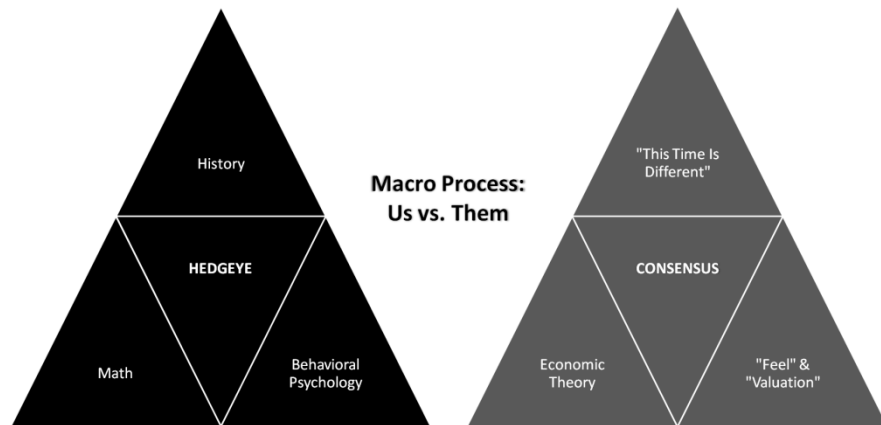 History
HEDGEYE
Math
Behavioral
Psychology
Macro Process:
Us vs. Them
"This Time Is
Different"
CONSENSUS
Economic
Theory
"Feel" &
"Valuation"